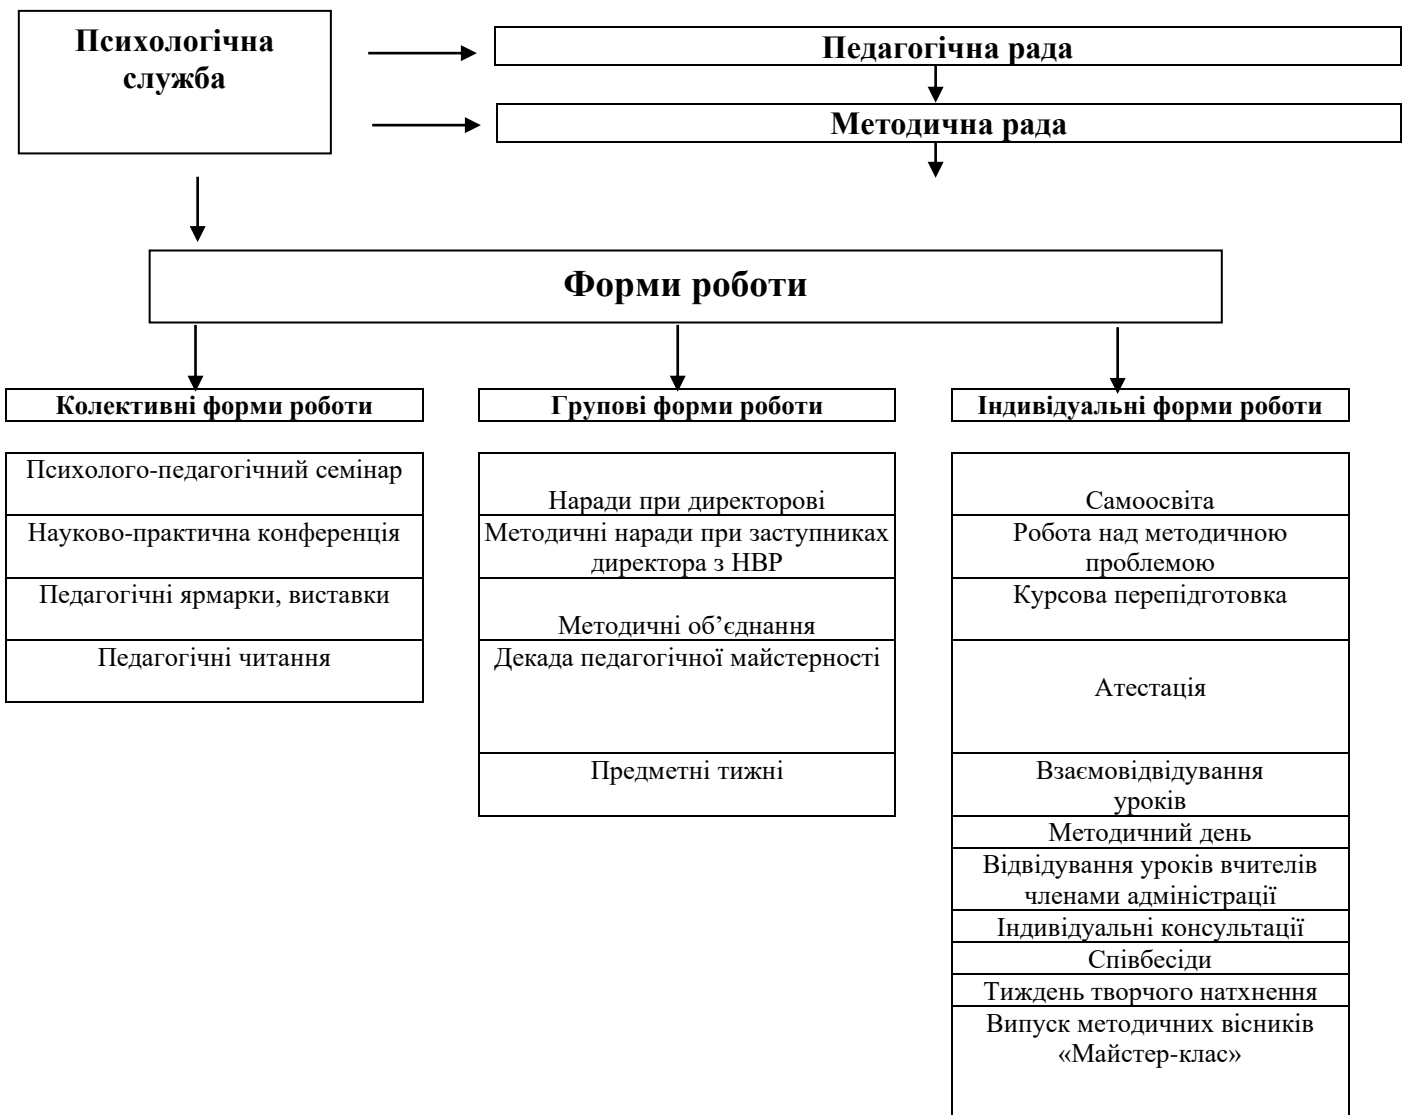 Психологічна
служба
Педагогічна рада
Методична рада
Форми роботи
Колективні форми роботи
Психолого-педагогічний семінар
Науково-практична конференція
Педагогічні ярмарки, виставки
Педагогічні читання
Групові форми роботи
Наради при директорові
Методичні наради при заступниках
директора з НВР
Методичні об’єднання
Декада педагогічної майстерності
Предметні тижні
Індивідуальні форми роботи
Самоосвіта
Робота над методичною
проблемою
Курсова перепідготовка
Атестація
Взаємовідвідування
уроків
Методичний день
Відвідування уроків вчителів
членами адміністрації
Індивідуальні консультації
Співбесіди
Тиждень творчого натхнення
Випуск методичних вісників
«Майстер-клас»